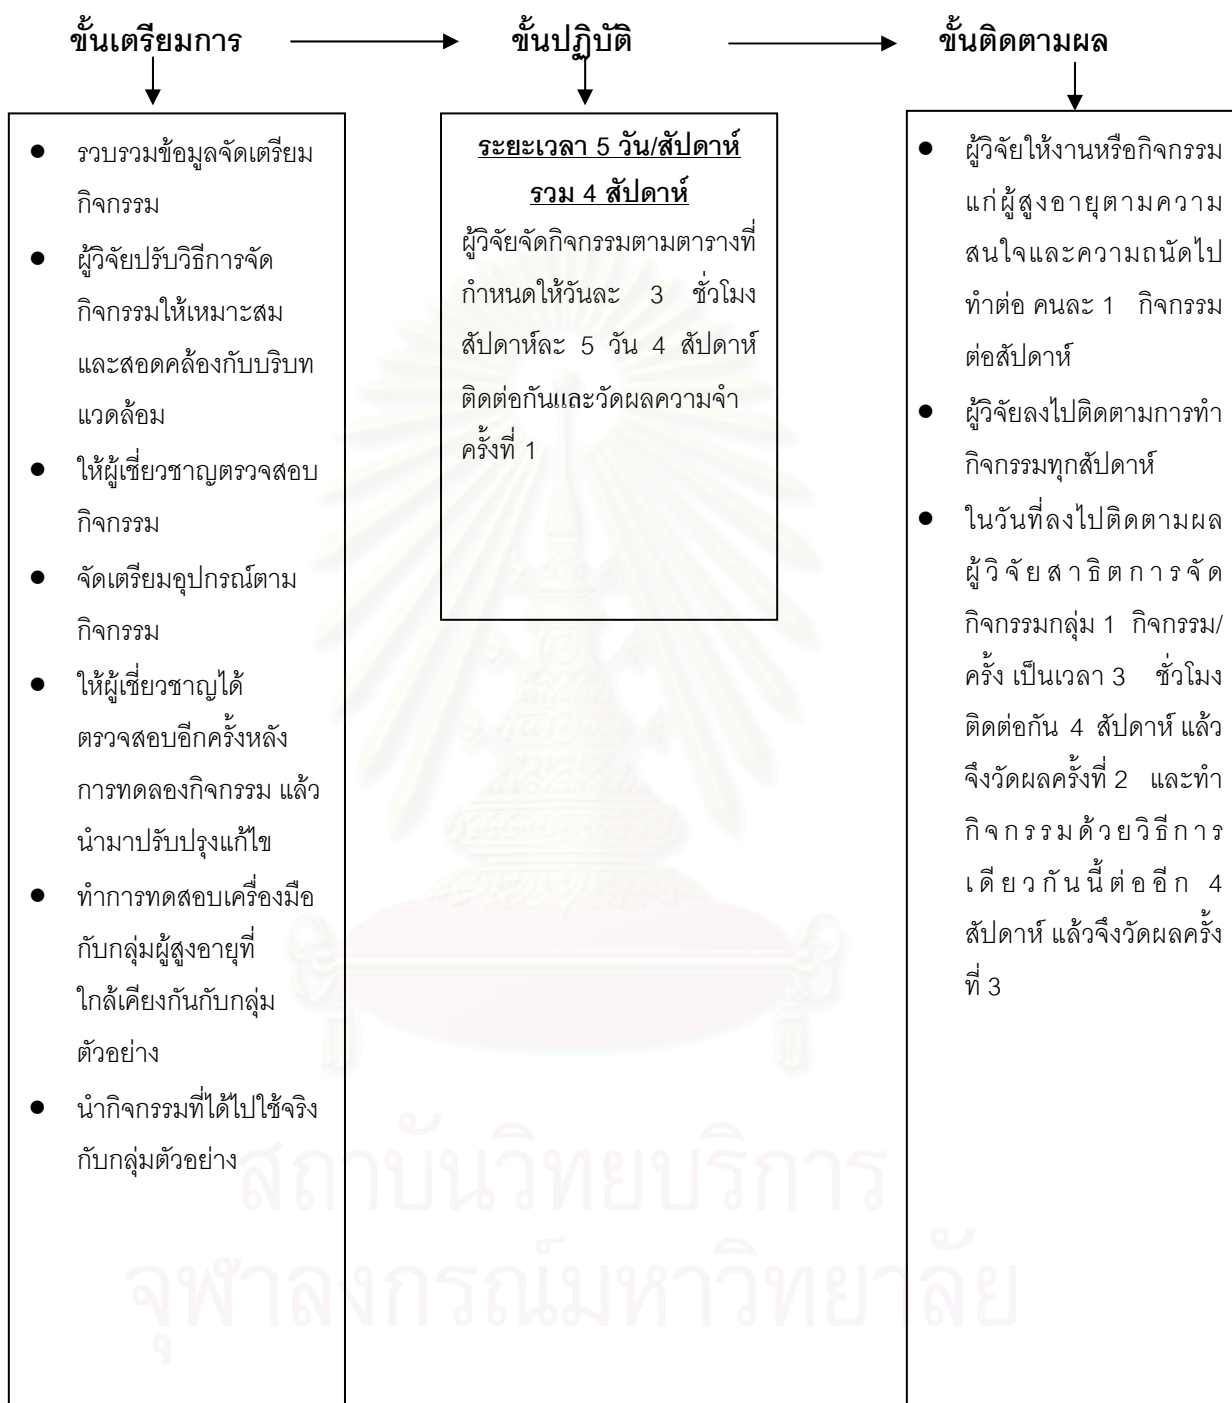 ขั้นเตรียมการ
ขั้นปฏิบัติ
ขั้นติดตามผล
● รวบรวมข้อมูลจัดเตรียม
กิจกรรม
● ผู้วิจัยปรับวิธีการจัด
กิจกรรมให้เหมาะสม
และสอดคล้องกับบริบท
แวดล้อม
● ให้ผู้เชี่ยวชาญตรวจสอบ
กิจกรรม
● จัดเตรียมอุปกรณ์ตาม
กิจกรรม
● ให้ผู้เชี่ยวชาญได้
ตรวจสอบอีกครั้งหลัง
การทดลองกิจกรรม แล้ว
นำมาปรับปรุงแก้ไข
● ทำการทดสอบเครื่องมือ
กับกลุ่มผู้สูงอายุที่
ใกล้เคียงกันกับกลุ่ม
ตัวอย่าง
● นำกิจกรรมที่ได้ไปใช้จริง
กับกลุ่มตัวอย่าง
ระยะเวลา 5 วัน/สัปดาห์
รวม 4 สัปดาห์
ผู้วิจัยจัดกิจกรรมตามตารางที่
กำหนดให้วันละ 3 ชั่วโมง
สัปดาห์ละ 5 วัน 4 สัปดาห์
ติดต่อกันและวัดผลความจำ
ครั้งที่ 1
● ผู้วิจัยให้งานหรือกิจกรรม
แก่ผู้สูงอายุตามความ
สนใจและความถนัดไป
ทำต่อ คนละ 1 กิจกรรม
ต่อสัปดาห์
● ผู้วิจัยลงไปติดตามการทำ
กิจกรรมทุกสัปดาห์
● ในวันที่ลงไปติดตามผล
ผู้วิจัยสาธิตการจัด
กิจกรรมกลุ่ม 1 กิจกรรม/
ครั้ง เป็นเวลา 3 ชั่วโมง
ติดต่อกัน 4 สัปดาห์ แล้ว
จึงวัดผลครั้งที่ 2 และทำ
กิจกรรมด้วยวิธีการ
เดียวกันนี้ต่ออีก 4
สัปดาห์ แล้วจึงวัดผลครั้ง
ที่ 3
สถาบันวิทยบริการ
จุฬาลงกรณ์มหาวิทยาลัย